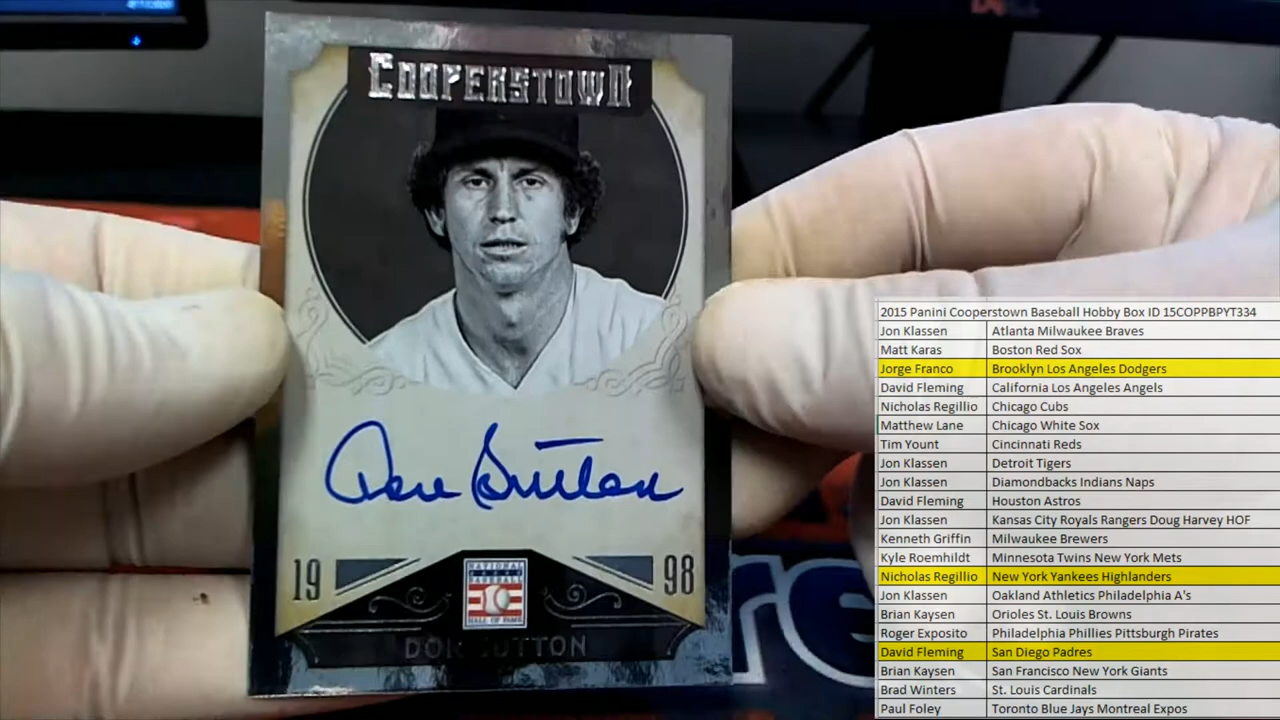 COOPERSTOWN
Don Sutton
19 98
NATIONAL
BASEBALL
HALL OF FAME
DON SUTTON
2015 Panini Cooperstown Baseball Hobby Box ID 15COPPBPYT334
Jon Klassen Atlanta Milwaukee Braves
Matt Karas Boston Red Sox
Jorge Franco Brooklyn Los Angeles Dodgers
David Fleming California Los Angeles Angels
Nicholas Regillio Chicago Cubs
Matthew Lane Chicago White Sox
Tim Yount Cincinnati Reds
Jon Klassen Detroit Tigers
Jon Klassen Diamondbacks Indians Naps
David Fleming Houston Astros
Jon Klassen Kansas City Royals Rangers Doug Harvey HOF
Kenneth Griffin Milwaukee Brewers
Kyle Roemhildt Minnesota Twins New York Mets
Nicholas Regillio New York Yankees Highlanders
Jon Klassen Oakland Athletics Philadelphia A's
Brian Kaysen Orioles St. Louis Browns
Roger Exposito Philadelphia Phillies Pittsburgh Pirates
David Fleming San Diego Padres
Brian Kaysen San Francisco New York Giants
Brad Winters St. Louis Cardinals
Paul Foley Toronto Blue Jays Montreal Expos